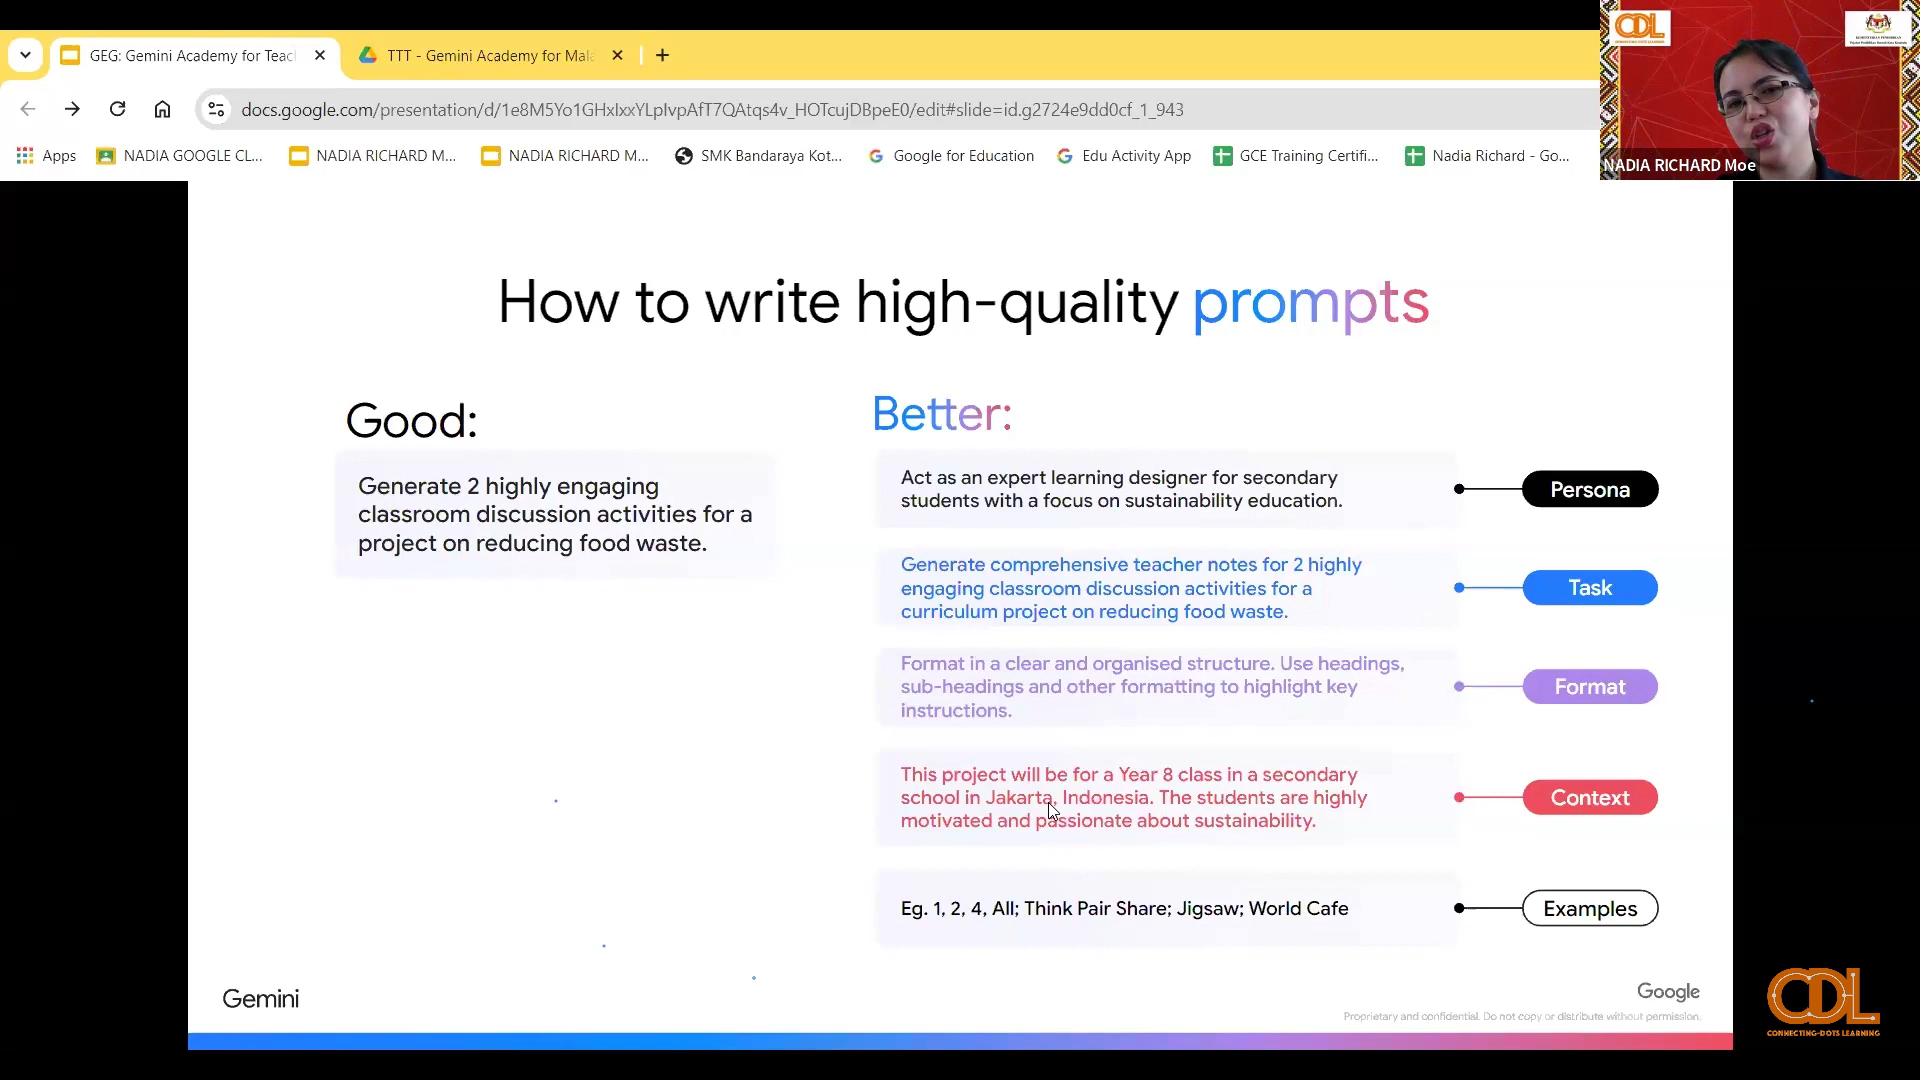 GEG: Gemini Academy for Teac
TTT - Gemini Academy for Mala
docs.google.com/presentation/d/1e8M5Yo1GHxIxxYLpIvpAfT7QAtqs4v_HOTcujDBpeE0/edit#slide=id.g2724e9dd0cf_1_943
Apps
NADIA GOOGLE CL...
NADIA RICHARD M...
NADIA RICHARD M...
SMK Bandaraya Kot...
Google for Education
Edu Activity App
GCE Training Certifi...
Nadia Richard - Go...
CDL
NADIA RICHARD Moe
How to write high-quality prompts
Good:
Generate 2 highly engaging
classroom discussion activities for a
project on reducing food waste.
Better:
Act as an expert learning designer for secondary
students with a focus on sustainability education.
Persona
Generate comprehensive teacher notes for 2 highly
engaging classroom discussion activities for a
curriculum project on reducing food waste.
Task
Format in a clear and organised structure. Use headings,
sub-headings and other formatting to highlight key
instructions.
Format
This project will be for a Year 8 class in a secondary
school in Jakarta, Indonesia. The students are highly
motivated and passionate about sustainability.
Context
Eg. 1, 2, 4, All; Think Pair Share; Jigsaw; World Cafe
Examples
Gemini
Google
Proprietary and confidential. Do not copy or distribute without permission.
CDL
CONNECTING-DOTS LEARNING